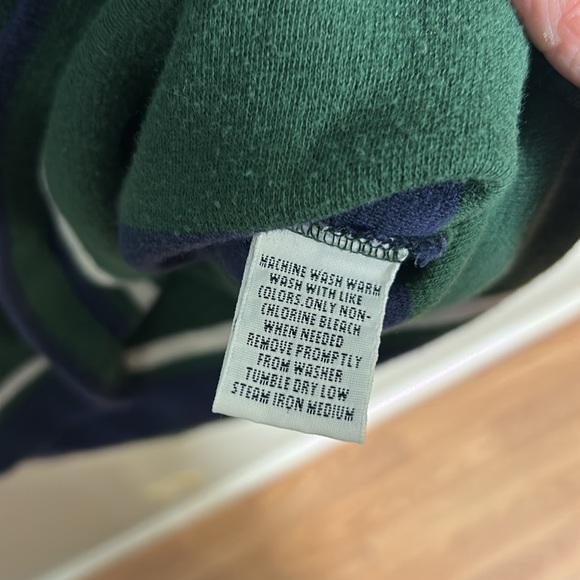 MACHINE WASH WARM
WASH WITH LIKE
COLORS.ONLY NON-
CHLORINE BLEACH
WHEN NEEDED
REMOVE PROMPTLY
FROM WASHER
TUMBLE DRY LOW
STEAM IRON MEDIUM